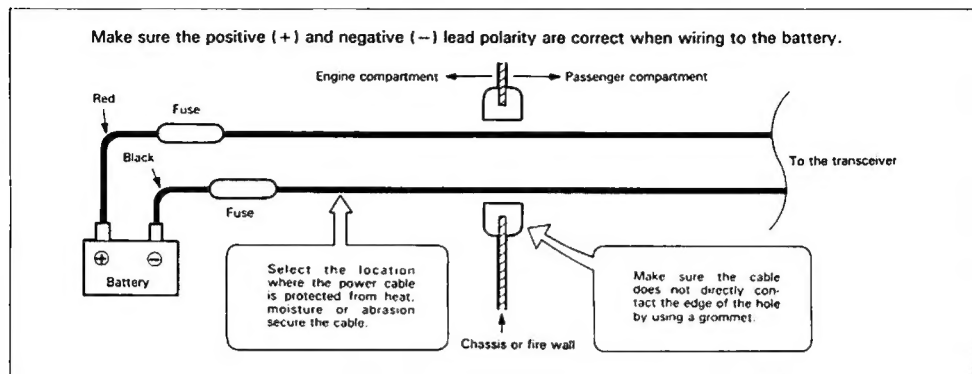 Make sure the positive (+) and negative (−) lead polarity are correct when wiring to the battery.
Engine compartment
Passenger compartment
Red
Fuse
Black
To the transceiver
Fuse
⊕ ⊖
Battery
Select the location
where the power cable
is protected from heat,
moisture or abrasion
secure the cable.
Make sure the cable
does not directly con-
tact the edge of the hole
by using a grommet.
Chassis or fire wall